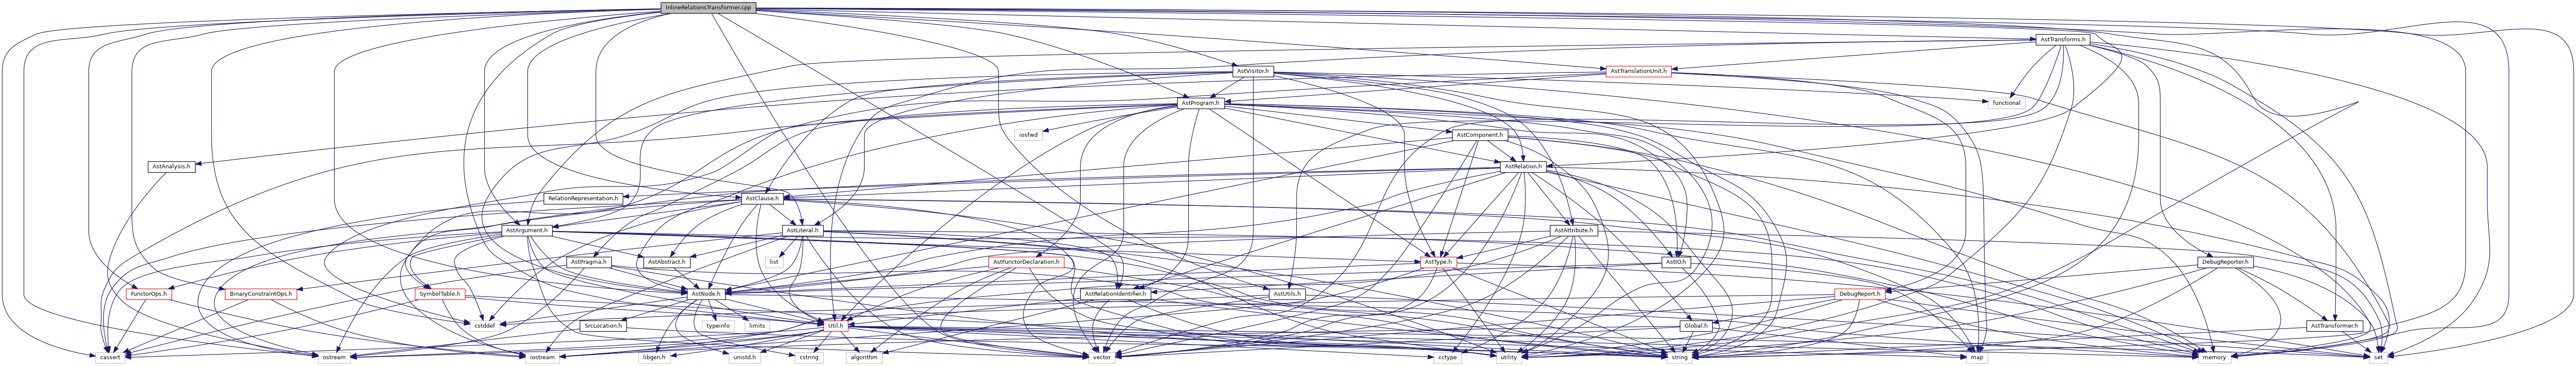 InlineRelationsTransformer.cpp
AstTransforms.h
AstVisitor.h
AstTranslationUnit.h
AstProgram.h
functional
iosfwd
AstComponent.h
AstAnalysis.h
AstRelation.h
RelationRepresentation.h
AstClause.h
AstArgument.h
AstLiteral.h
AstAttribute.h
AstPragma.h
AstAbstract.h
list
AstFunctorDeclaration.h
AstType.h
AstIO.h
DebugReporter.h
FunctorOps.h
BinaryConstraintOps.h
SymbolTable.h
AstNode.h
AstRelationIdentifier.h
AstUtils.h
DebugReport.h
cstddef
SrcLocation.h
typeinfo
limits
Util.h
Global.h
AstTransformer.h
cassert
ostream
iostream
libgen.h
unistd.h
cstring
algorithm
vector
cctype
utility
string
map
memory
set